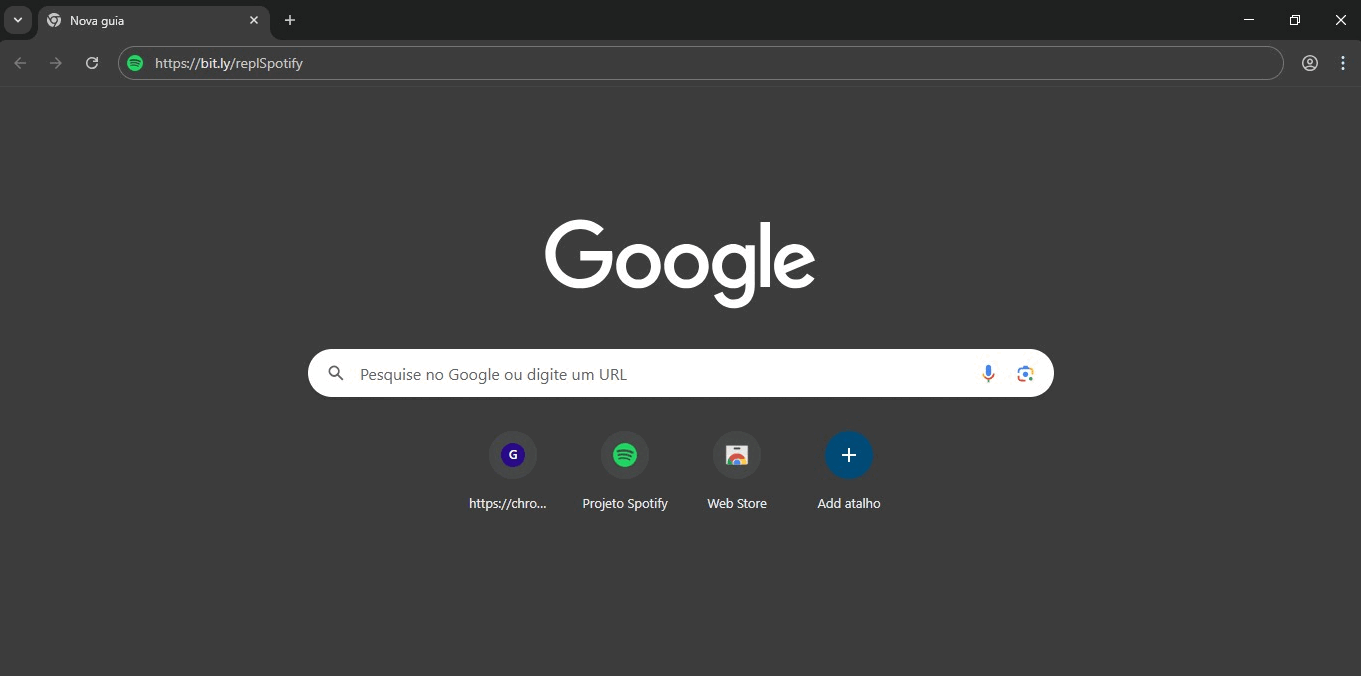 Nova guia
https://bit.ly/replSpotify
Google
Pesquise no Google ou digite um URL
G
https://chro...
Projeto Spotify
Web Store
Add atalho